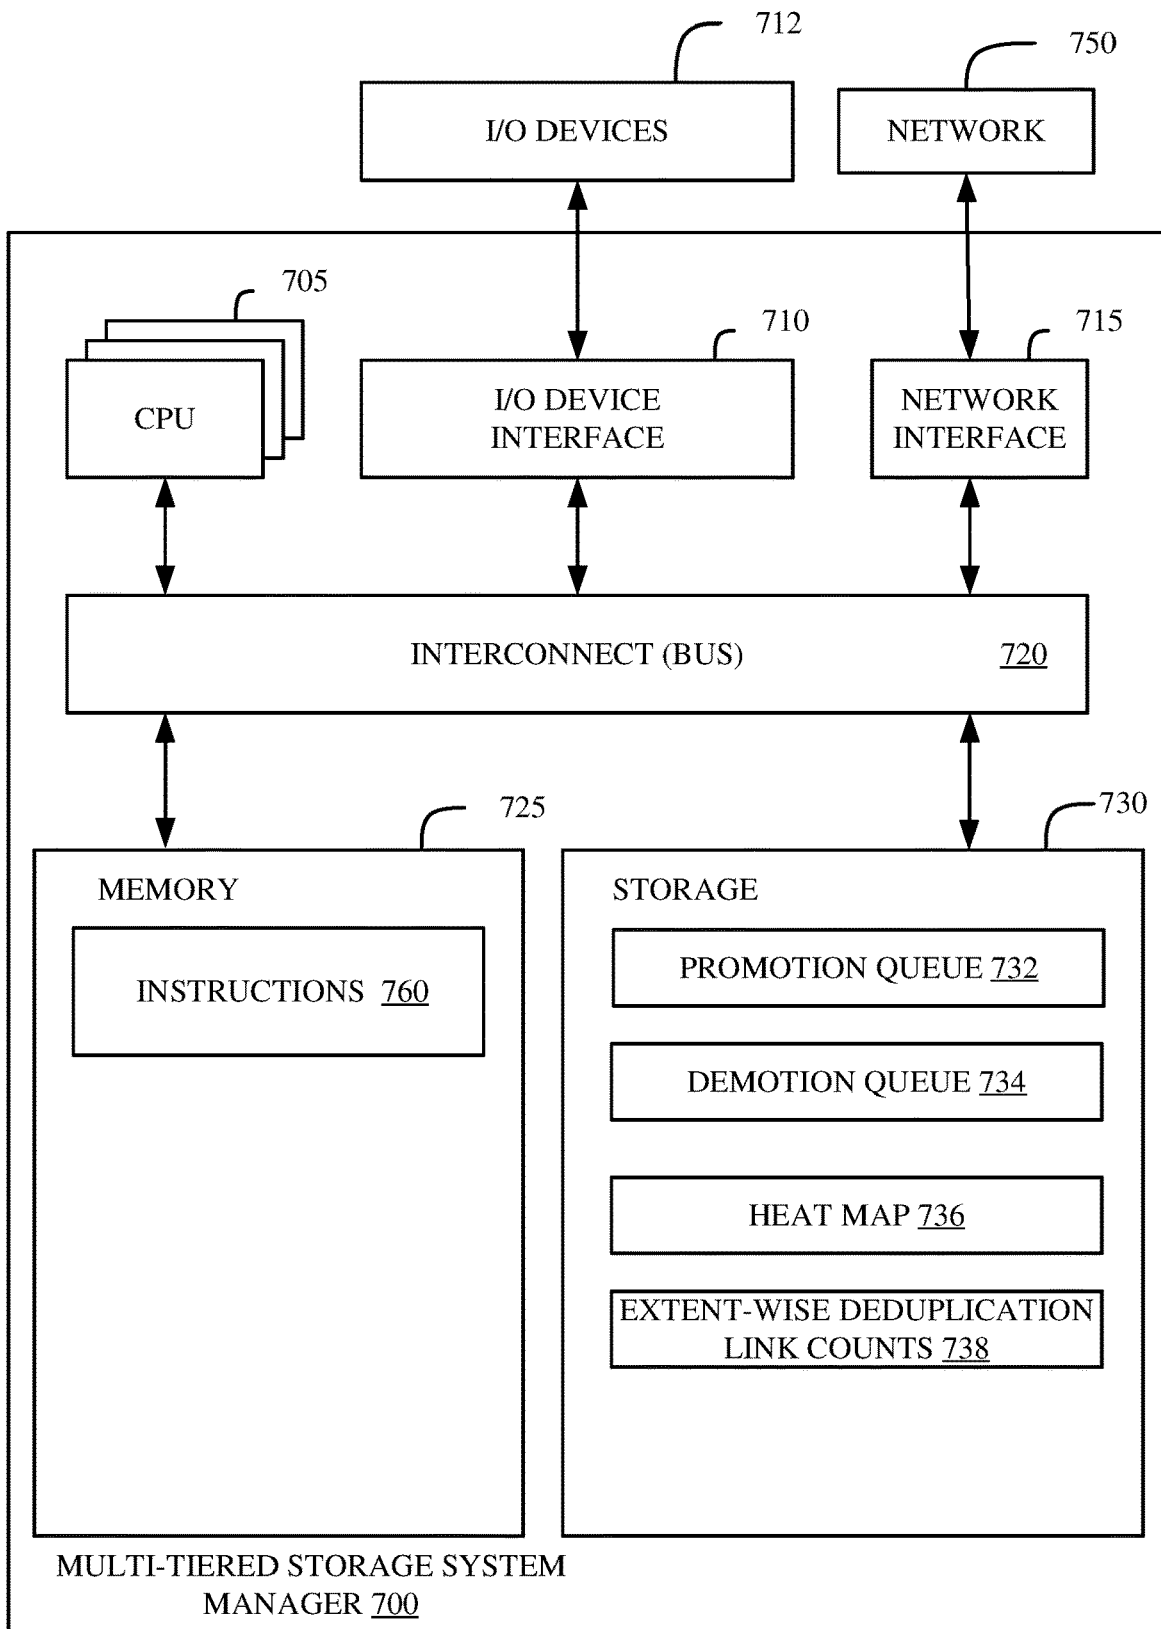 712
750
I/O DEVICES
NETWORK
705
710
715
CPU
I/O DEVICE
INTERFACE
NETWORK
INTERFACE
INTERCONNECT (BUS) 720
725
730
MEMORY
INSTRUCTIONS 760
STORAGE
PROMOTION QUEUE 732
DEMOTION QUEUE 734
HEAT MAP 736
EXTENT-WISE DEDUPLICATION
LINK COUNTS 738
MULTI-TIERED STORAGE SYSTEM
MANAGER 700